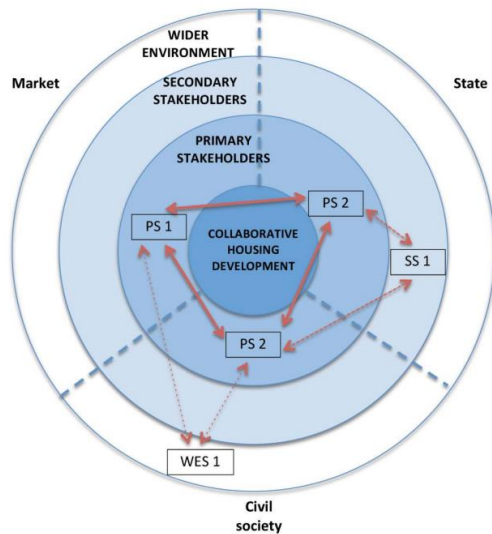 WIDER
ENVIRONMENT
Market
State
SECONDARY
STAKEHOLDERS
PRIMARY
STAKEHOLDERS
PS 2
PS 1
COLLABORATIVE
HOUSING
DEVELOPMENT
SS 1
PS 2
WES 1
Civil
society